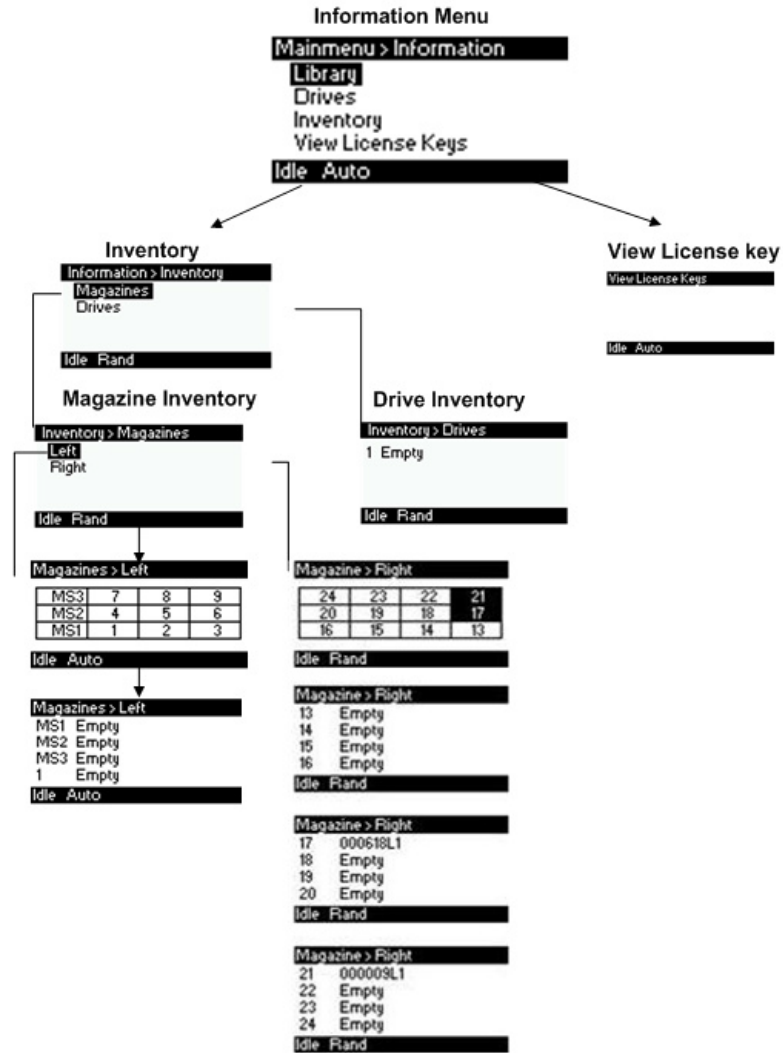 Information Menu
Mainmenu > Information
Library
Drives
Inventory
View License Keys
Idle Auto
Inventory
Information > Inventory
Magazines
Drives
Idle Rand
View License key
View License Keys
Idle Auto
Magazine Inventory
Inventory > Magazines
Left
Right
Idle Rand
Drive Inventory
Inventory > Drives
1 Empty
Idle Rand
Magazines > Left
MS3 7 8 9
MS2 4 5 6
MS1 1 2 3
Idle Auto
Magazines > Left
MS1 Empty
MS2 Empty
MS3 Empty
1 Empty
Idle Auto
Magazine > Right
24 23 22 21
20 19 18 17
16 15 14 13
Idle Rand
Magazine > Right
13 Empty
14 Empty
15 Empty
16 Empty
Idle Rand
Magazine > Right
17 000618L1
18 Empty
19 Empty
20 Empty
Idle Rand
Magazine > Right
21 000009L1
22 Empty
23 Empty
24 Empty
Idle Rand